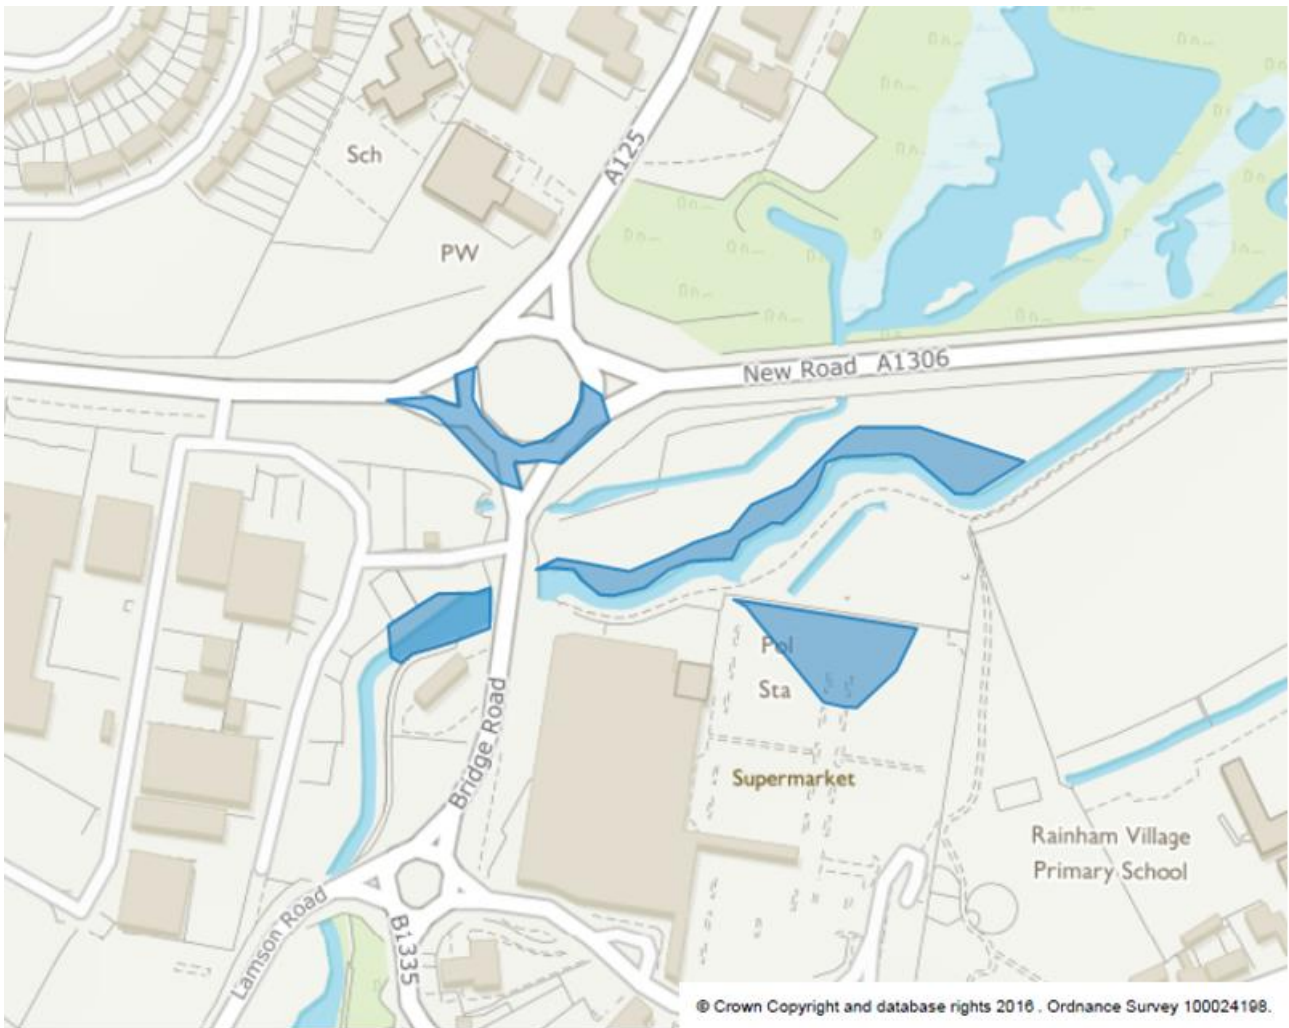 Sch
A125
PW
New Road A1306
Pol
Sta
Bridge Road
Supermarket
Rainham Village
Primary School
Lamson Road
B1335
© Crown Copyright and database rights 2016 . Ordnance Survey 100024198.